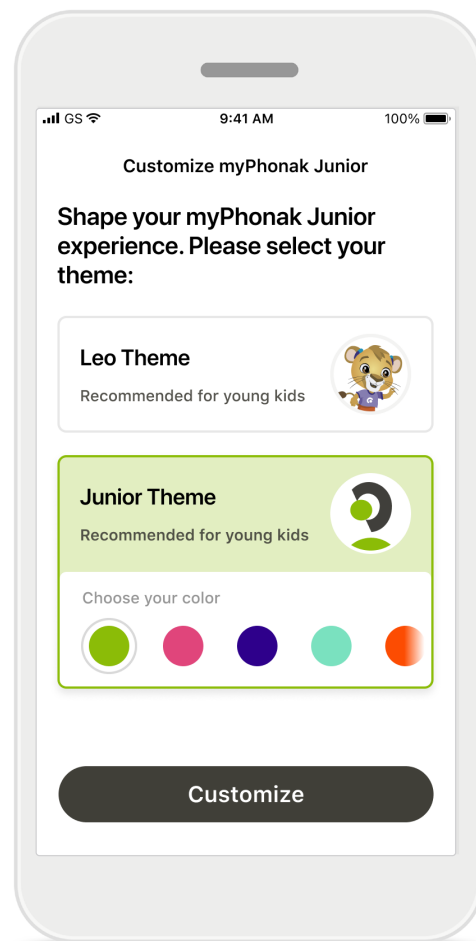 GS 9:41 AM 100%
Customize myPhonak Junior
Shape your myPhonak Junior
experience. Please select your
theme:
Leo Theme
Recommended for young kids
Junior Theme
Recommended for young kids
Choose your color
Customize